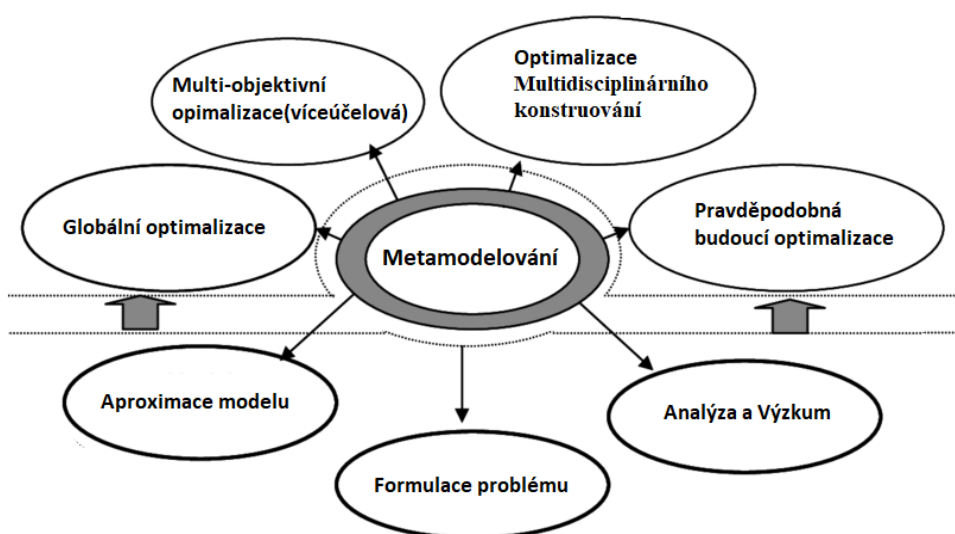 Multi-objektivní
opimalizace(víceúčelová)
Optimalizace
Multidisciplinárního
konstruování
Globální optimalizace
Metamodelování
Pravděpodobná
budoucí optimalizace
Aproximace modelu
Formulace problému
Analýza a Výzkum